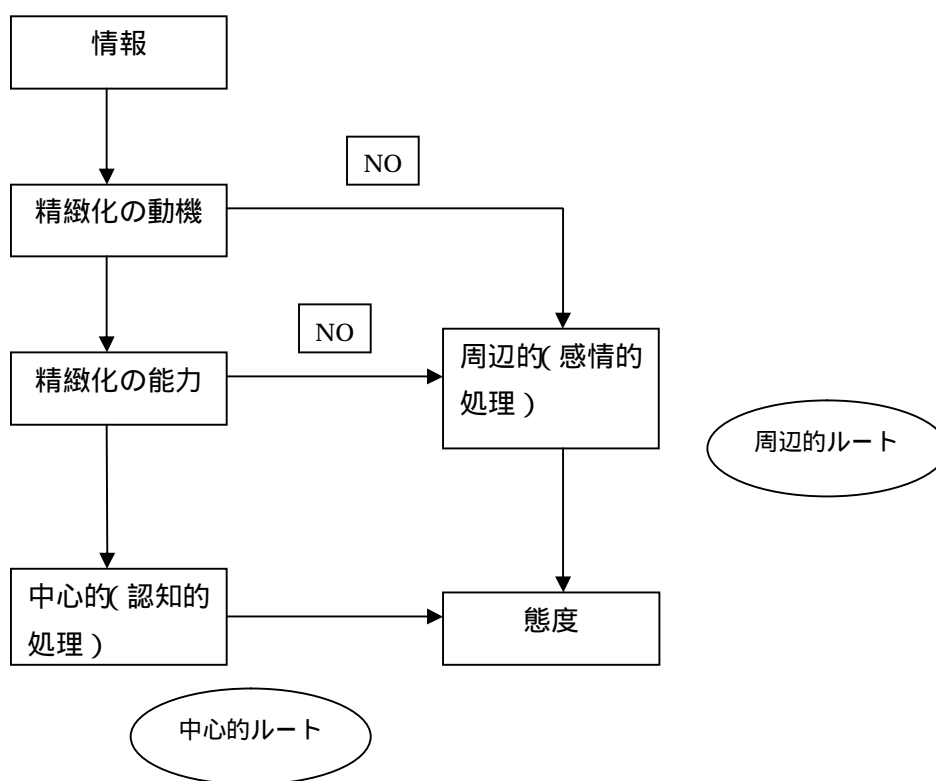 情報
NO
精緻化の動機
NO
精緻化の能力
周辺的(感情的
処理)
周辺的ルート
中心的(認知的
処理)
態度
中心的ルート